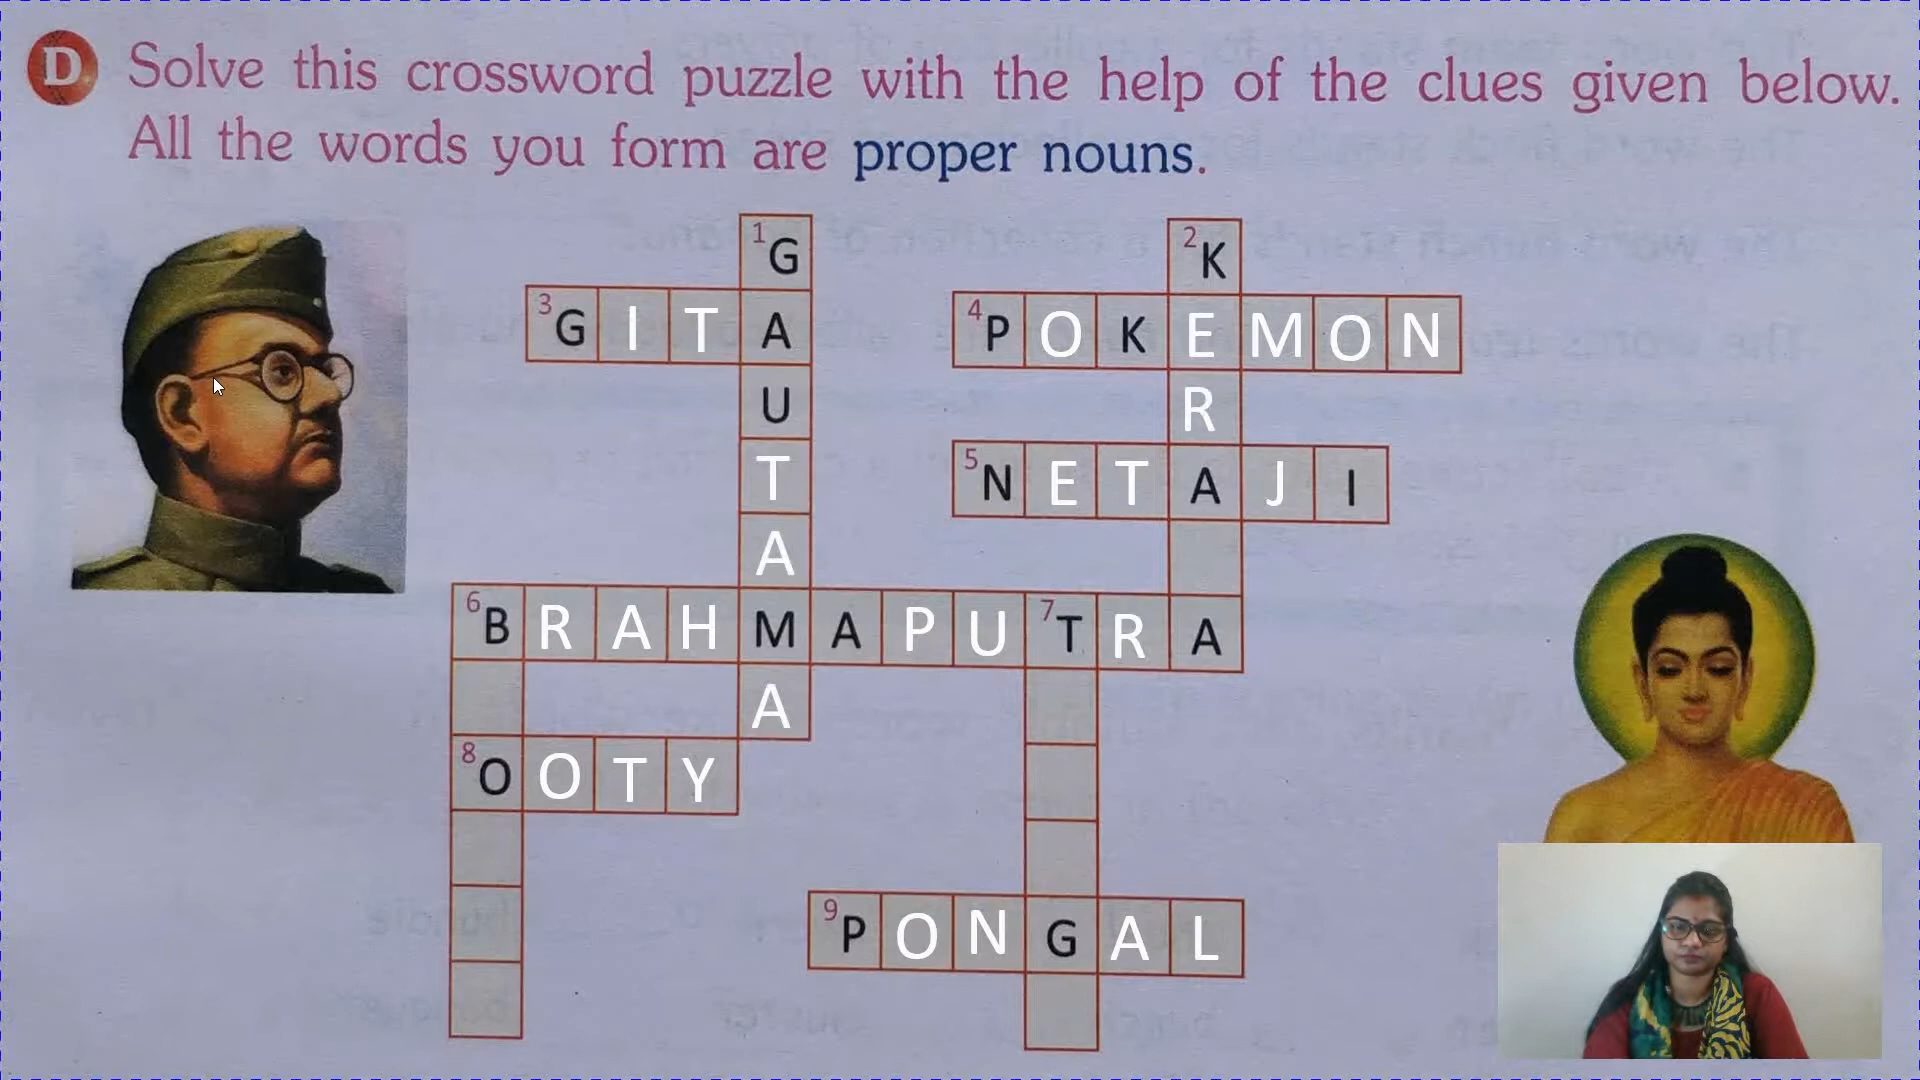 D Solve this crossword puzzle with the help of the clues given below.
All the words you form are proper nouns.
1 G
2 K
3 G I T A
4 P O K E M O N
U
R
T
5 N E T A J I
A
6 B R A H M A P U 7 T R A
A
8 O O T Y
9 P O N G A L